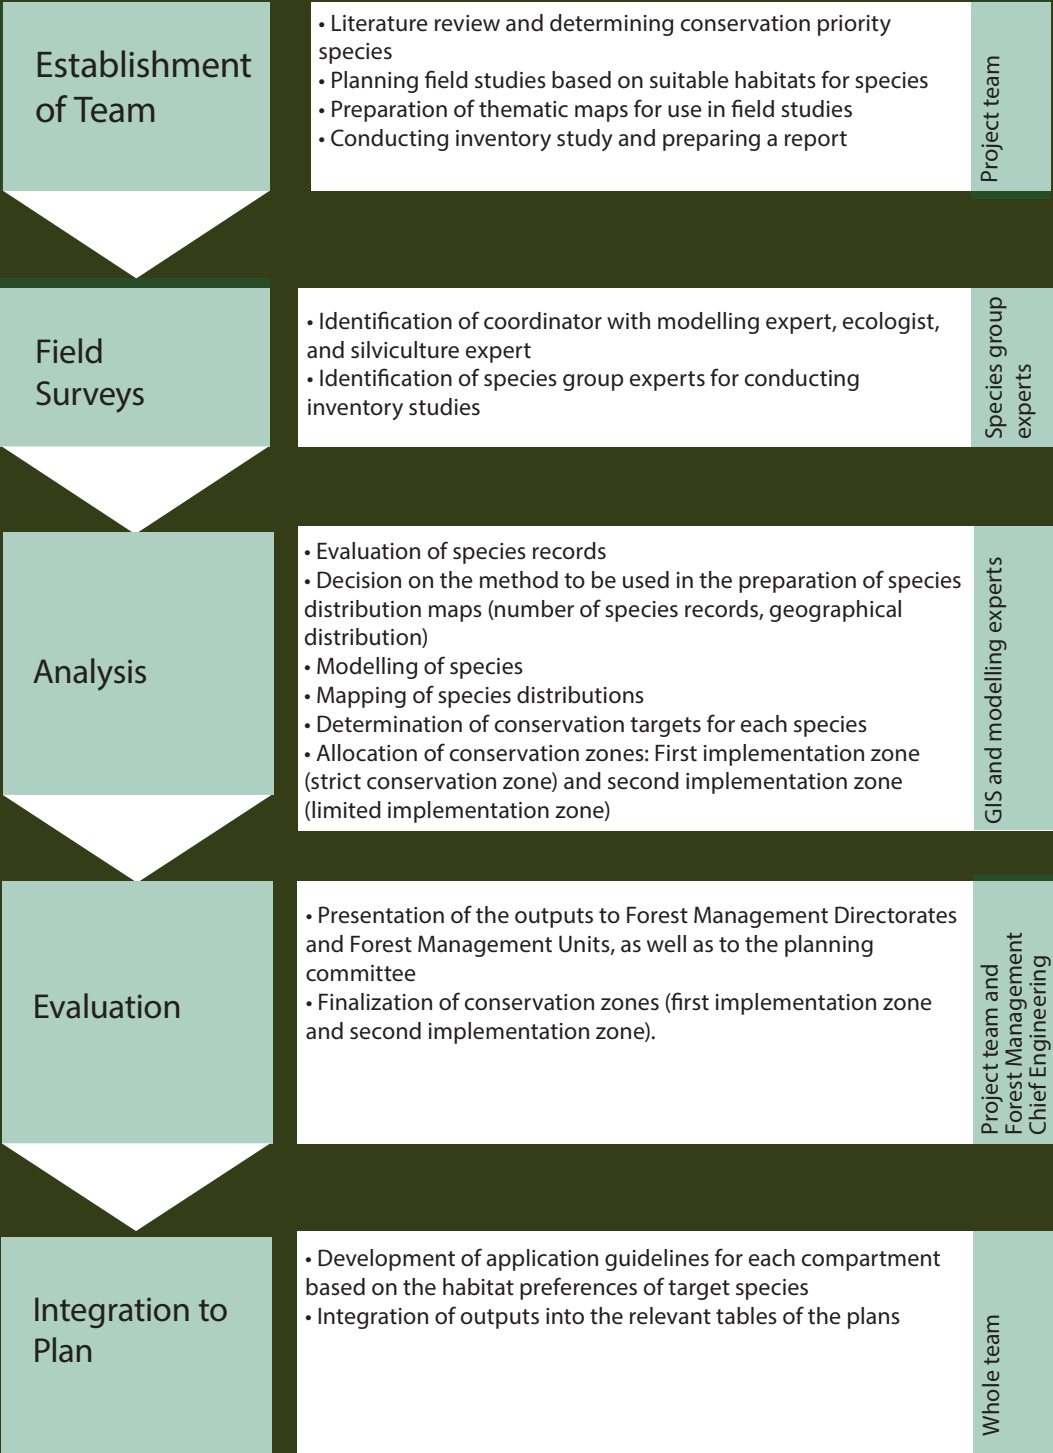 Establishment
of Team
• Literature review and determining conservation priority
species
• Planning field studies based on suitable habitats for species
• Preparation of thematic maps for use in field studies
• Conducting inventory study and preparing a report
Project team
Field
Surveys
• Identification of coordinator with modelling expert, ecologist,
and silviculture expert
• Identification of species group experts for conducting
inventory studies
Species group
experts
Analysis
• Evaluation of species records
• Decision on the method to be used in the preparation of species
distribution maps (number of species records, geographical
distribution)
• Modelling of species
• Mapping of species distributions
• Determination of conservation targets for each species
• Allocation of conservation zones: First implementation zone
(strict conservation zone) and second implementation zone
(limited implementation zone)
GIS and modelling experts
Evaluation
• Presentation of the outputs to Forest Management Directorates
and Forest Management Units, as well as to the planning
committee
• Finalization of conservation zones (first implementation zone
and second implementation zone).
Project team and
Forest Management
Chief Engineering
Integration to
Plan
• Development of application guidelines for each compartment
based on the habitat preferences of target species
• Integration of outputs into the relevant tables of the plans
Whole team